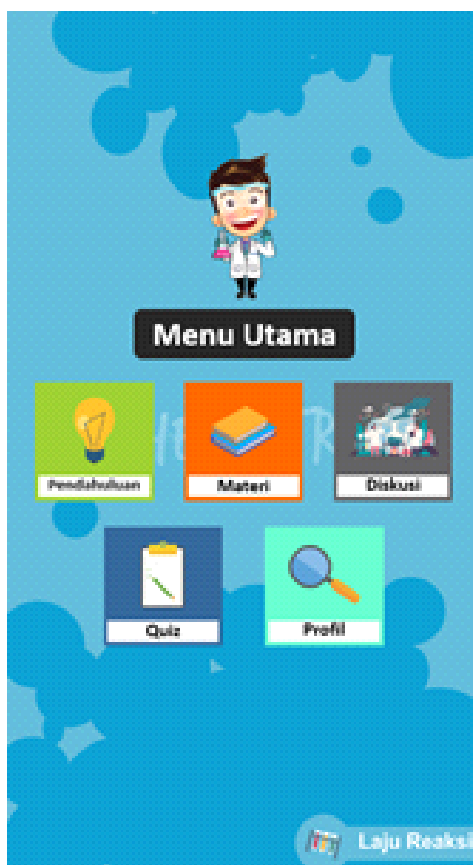 Menu Utama
Pendahuluan
Materi
Diskusi
Quiz
Profil
Laju Reaksi